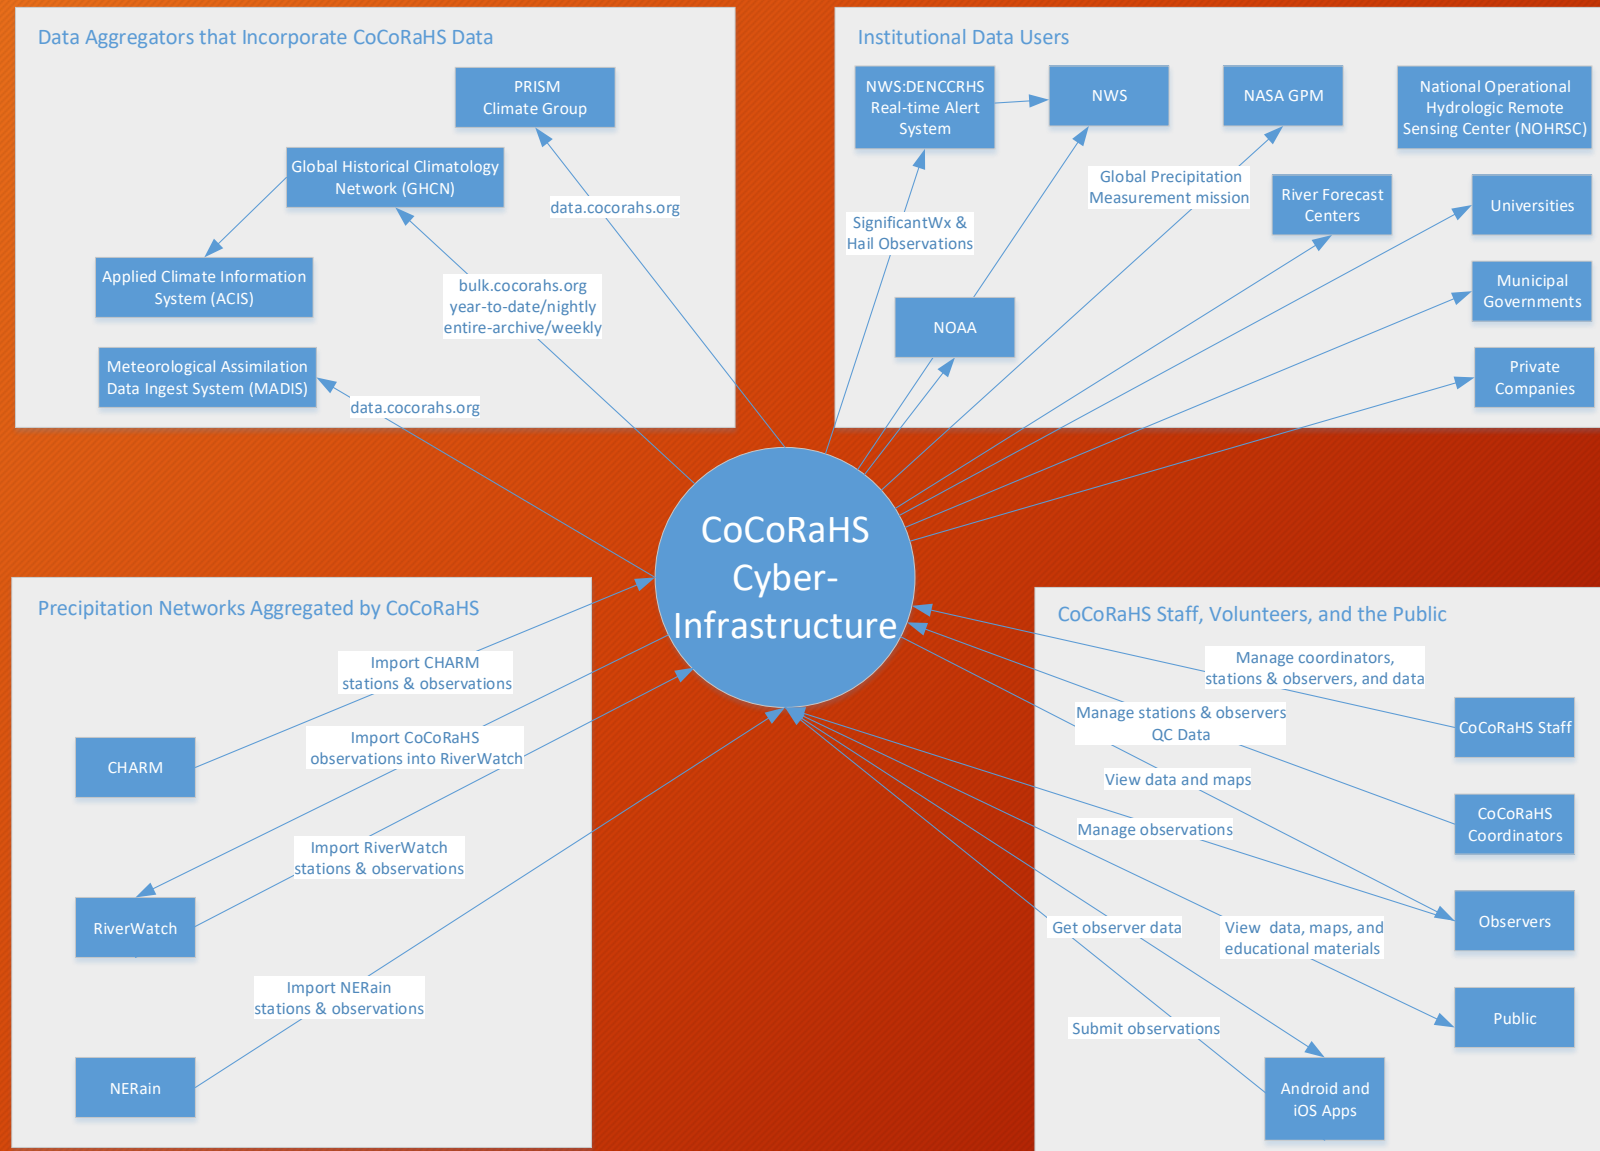 Data Aggregators that Incorporate CoCoRaHS Data
PRISM
Climate Group
Global Historical Climatology
Network (GHCN)
data.cocorahs.org
Applied Climate Information
System (ACIS)
bulk.cocorahs.org
year-to-date/nightly
entire-archive/weekly
Meteorological Assimilation
Data Ingest System (MADIS)
data.cocorahs.org
Institutional Data Users
NWS:DENCCRHS
Real-time Alert
System
NWS
NASA GPM
National Operational
Hydrologic Remote
Sensing Center (NOHRSC)
Global Precipitation
Measurement mission
River Forecast
Centers
Universities
SignificantWx &
Hail Observations
Municipal
Governments
NOAA
Private
Companies
CoCoRaHS
Cyber-
Infrastructure
Precipitation Networks Aggregated by CoCoRaHS
Import CHARM
stations & observations
CHARM
Import CoCoRaHS
observations into RiverWatch
Import RiverWatch
stations & observations
RiverWatch
Import NERain
stations & observations
NERain
CoCoRaHS Staff, Volunteers, and the Public
Manage coordinators,
stations & observers, and data
CoCoRaHS Staff
Manage stations & observers
QC Data
View data and maps
CoCoRaHS
Coordinators
Manage observations
Observers
Get observer data
View  data, maps, and
educational materials
Public
Submit observations
Android and
iOS Apps